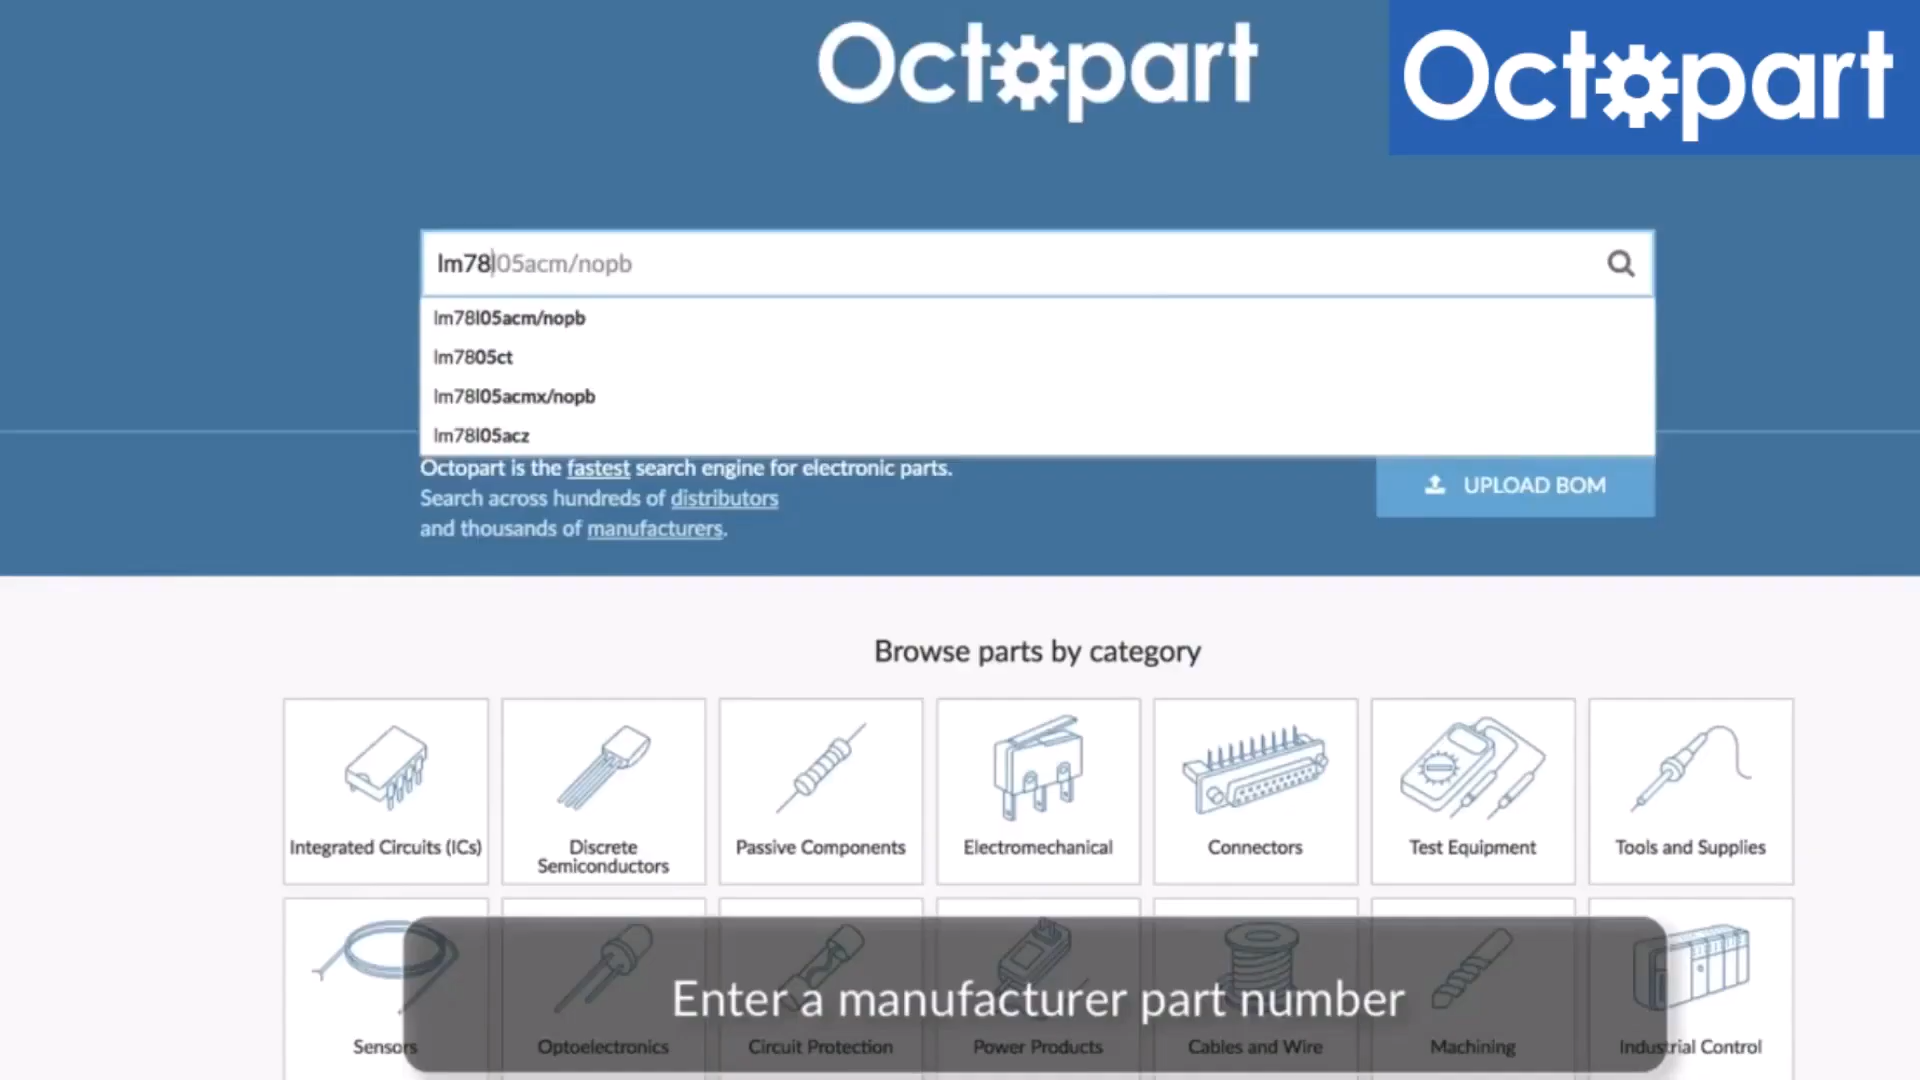 Octopart
Octopart
lm78l05acm/nopb
lm78l05acm/nopb
lm7805ct
lm78l05acmx/nopb
lm78l05acz
Octopart is the fastest search engine for electronic parts.
Search across hundreds of distributors
and thousands of manufacturers.
UPLOAD BOM
Browse parts by category
Integrated Circuits (ICs)
Discrete
Semiconductors
Passive Components
Electromechanical
Connectors
Test Equipment
Tools and Supplies
Enter a manufacturer part number
Sensors
Optoelectronics
Circuit Protection
Power Products
Cables and Wire
Machining
Industrial Control